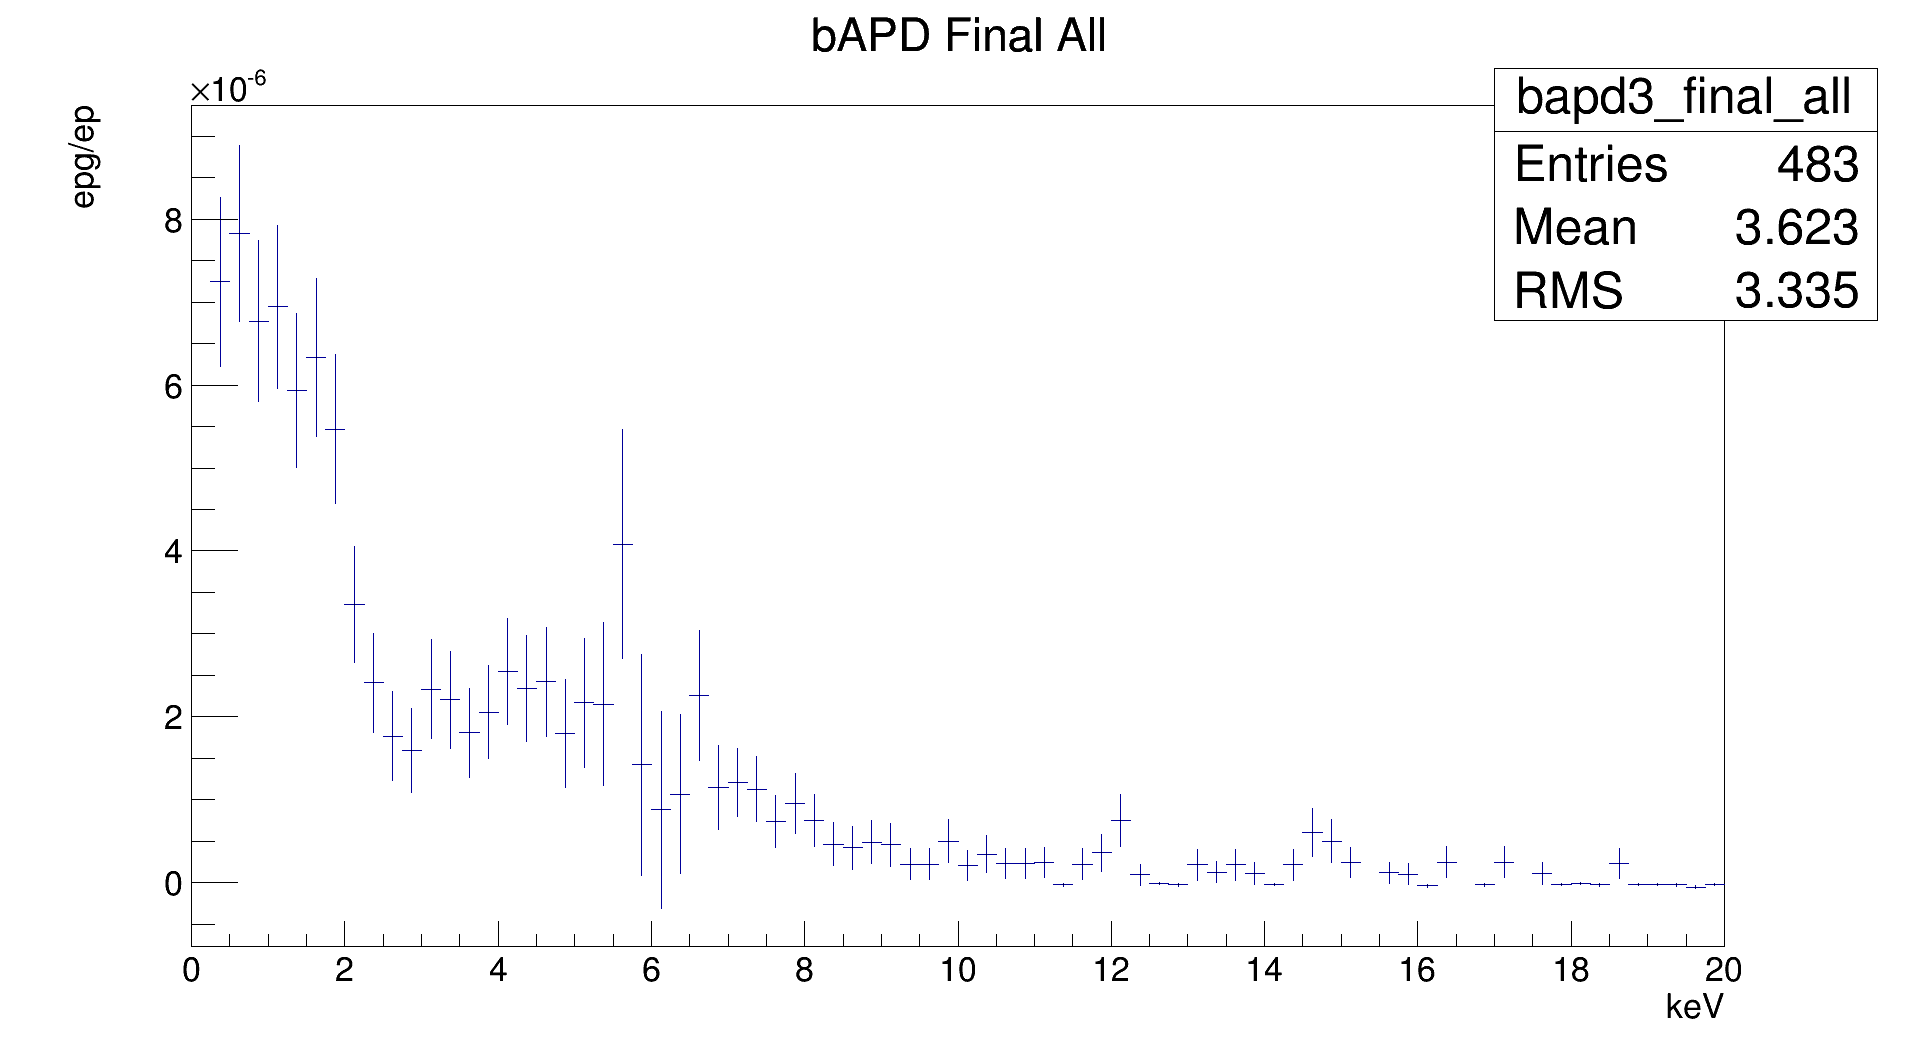 bAPD Final All
×10-6
epg/ep
bapd3_final_all
Entries 483
Mean 3.623
RMS 3.335
8
6
4
2
0
0 2 4 6 8 10 12 14 16 18 20
keV